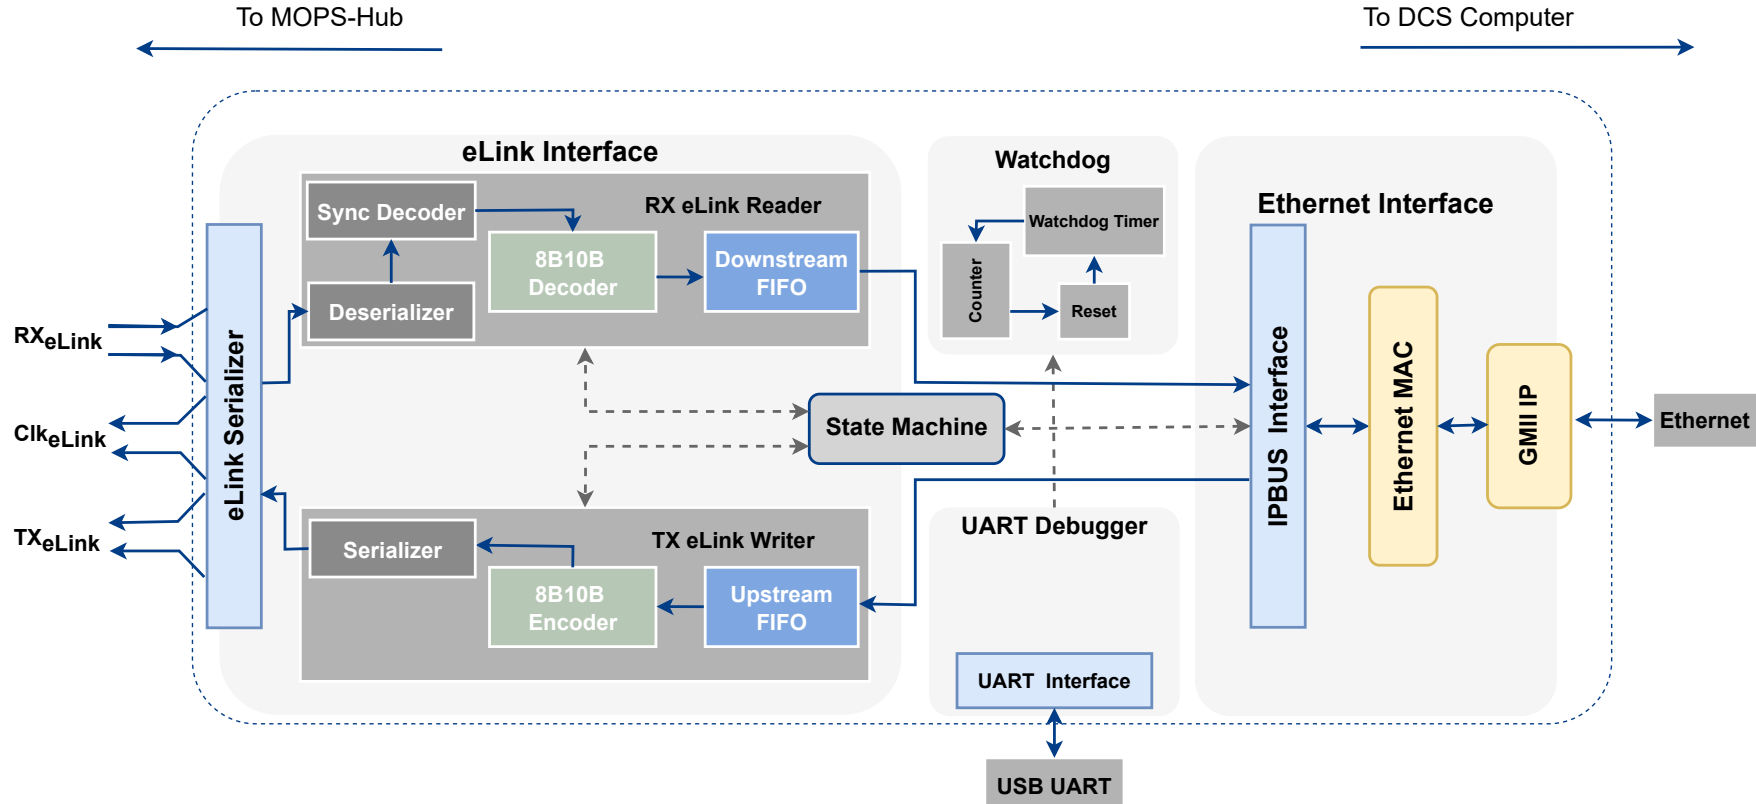 To MOPS-Hub
To DCS Computer
eLink Interface
Watchdog
Ethernet Interface
Sync Decoder
RX eLink Reader
Watchdog Timer
8B10B
Decoder
Downstream
FIFO
Deserializer
Counter
Reset
RXeLink
eLink Serializer
ClkeLink
TXeLink
State Machine
IPBUS Interface
Ethernet MAC
GMII IP
Ethernet
Serializer
TX eLink Writer
UART Debugger
8B10B
Encoder
Upstream
FIFO
UART Interface
USB UART